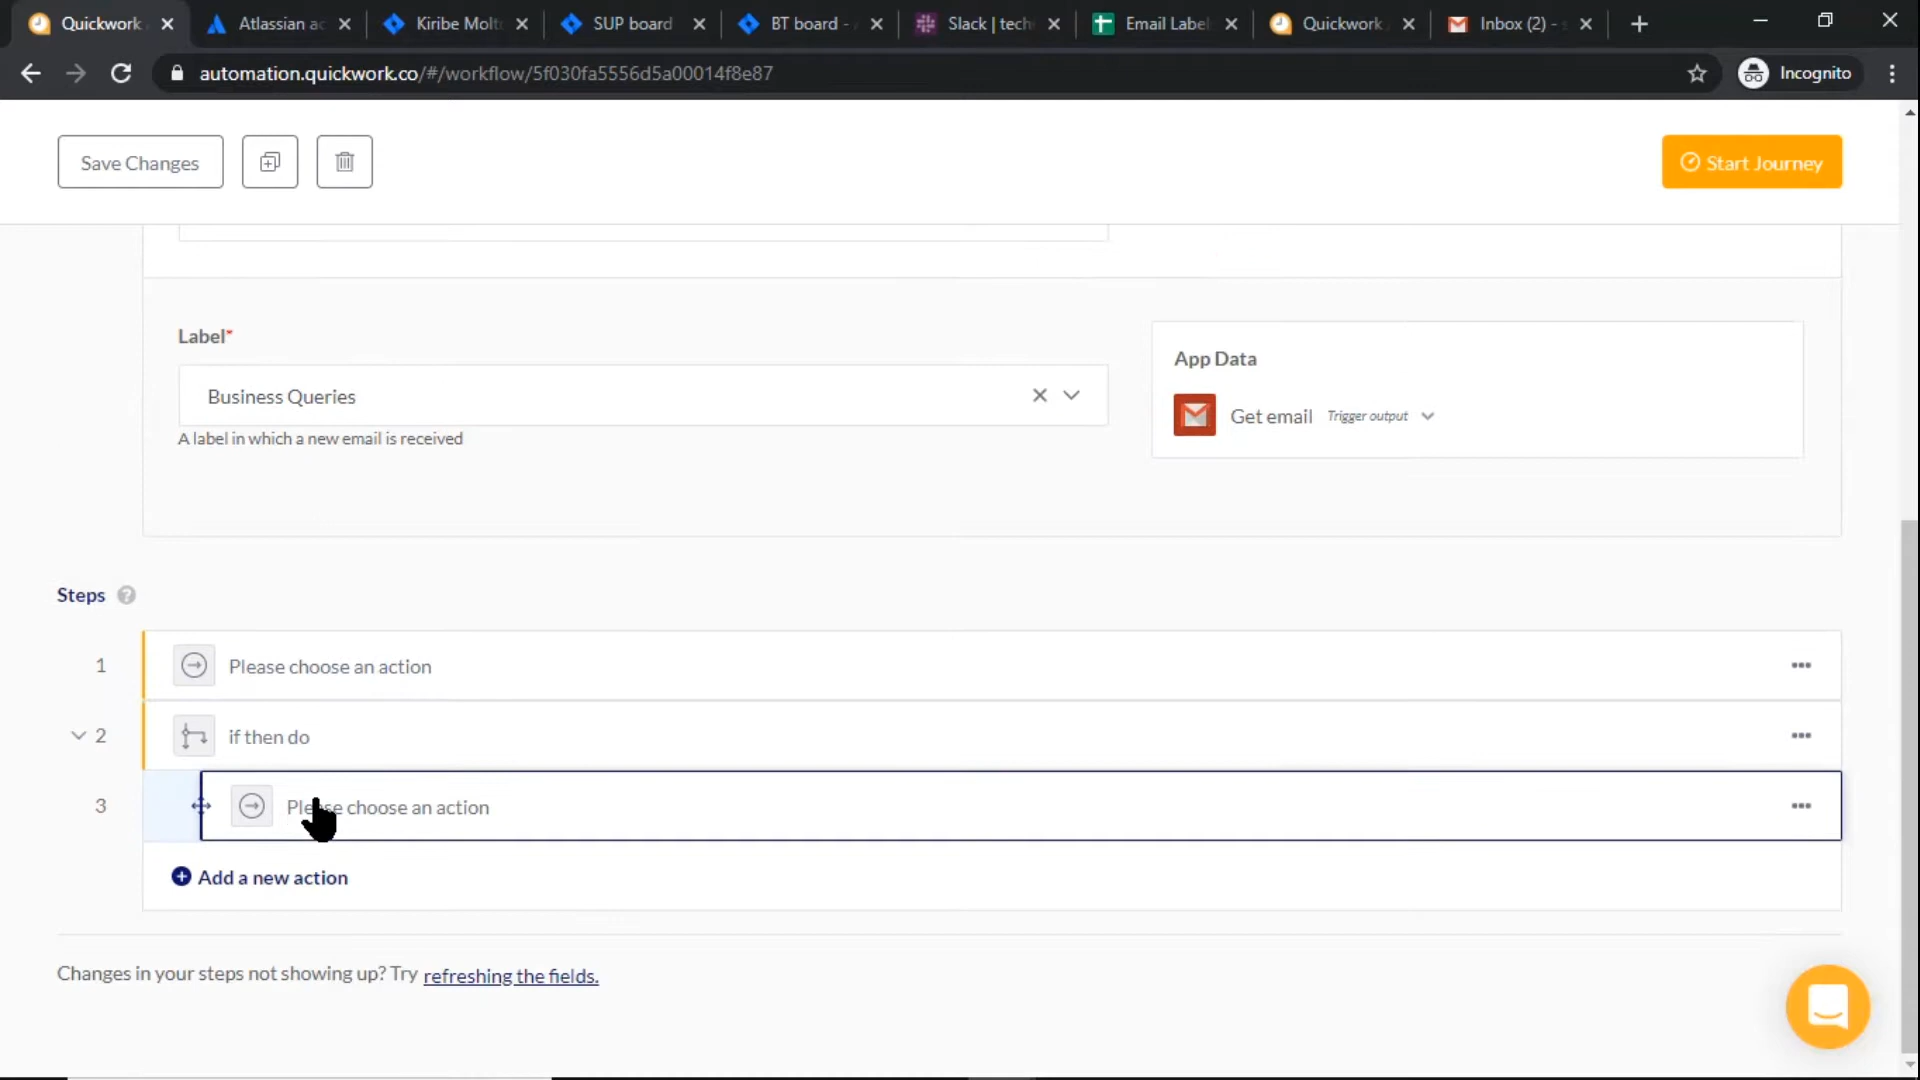 Quickwork
Atlassian ac
Kiribe Molt
SUP board
BT board -
Slack | tech
Email Label
Quickwork
Inbox (2) -
automation.quickwork.co/#/workflow/5f030fa5556d5a00014f8e87
Incognito
Save Changes
Start Journey
Label*
Business Queries
A label in which a new email is received
App Data
Get email Trigger output
Steps ?
1 Please choose an action
2 if then do
3 Please choose an action
Add a new action
Changes in your steps not showing up? Try refreshing the fields.